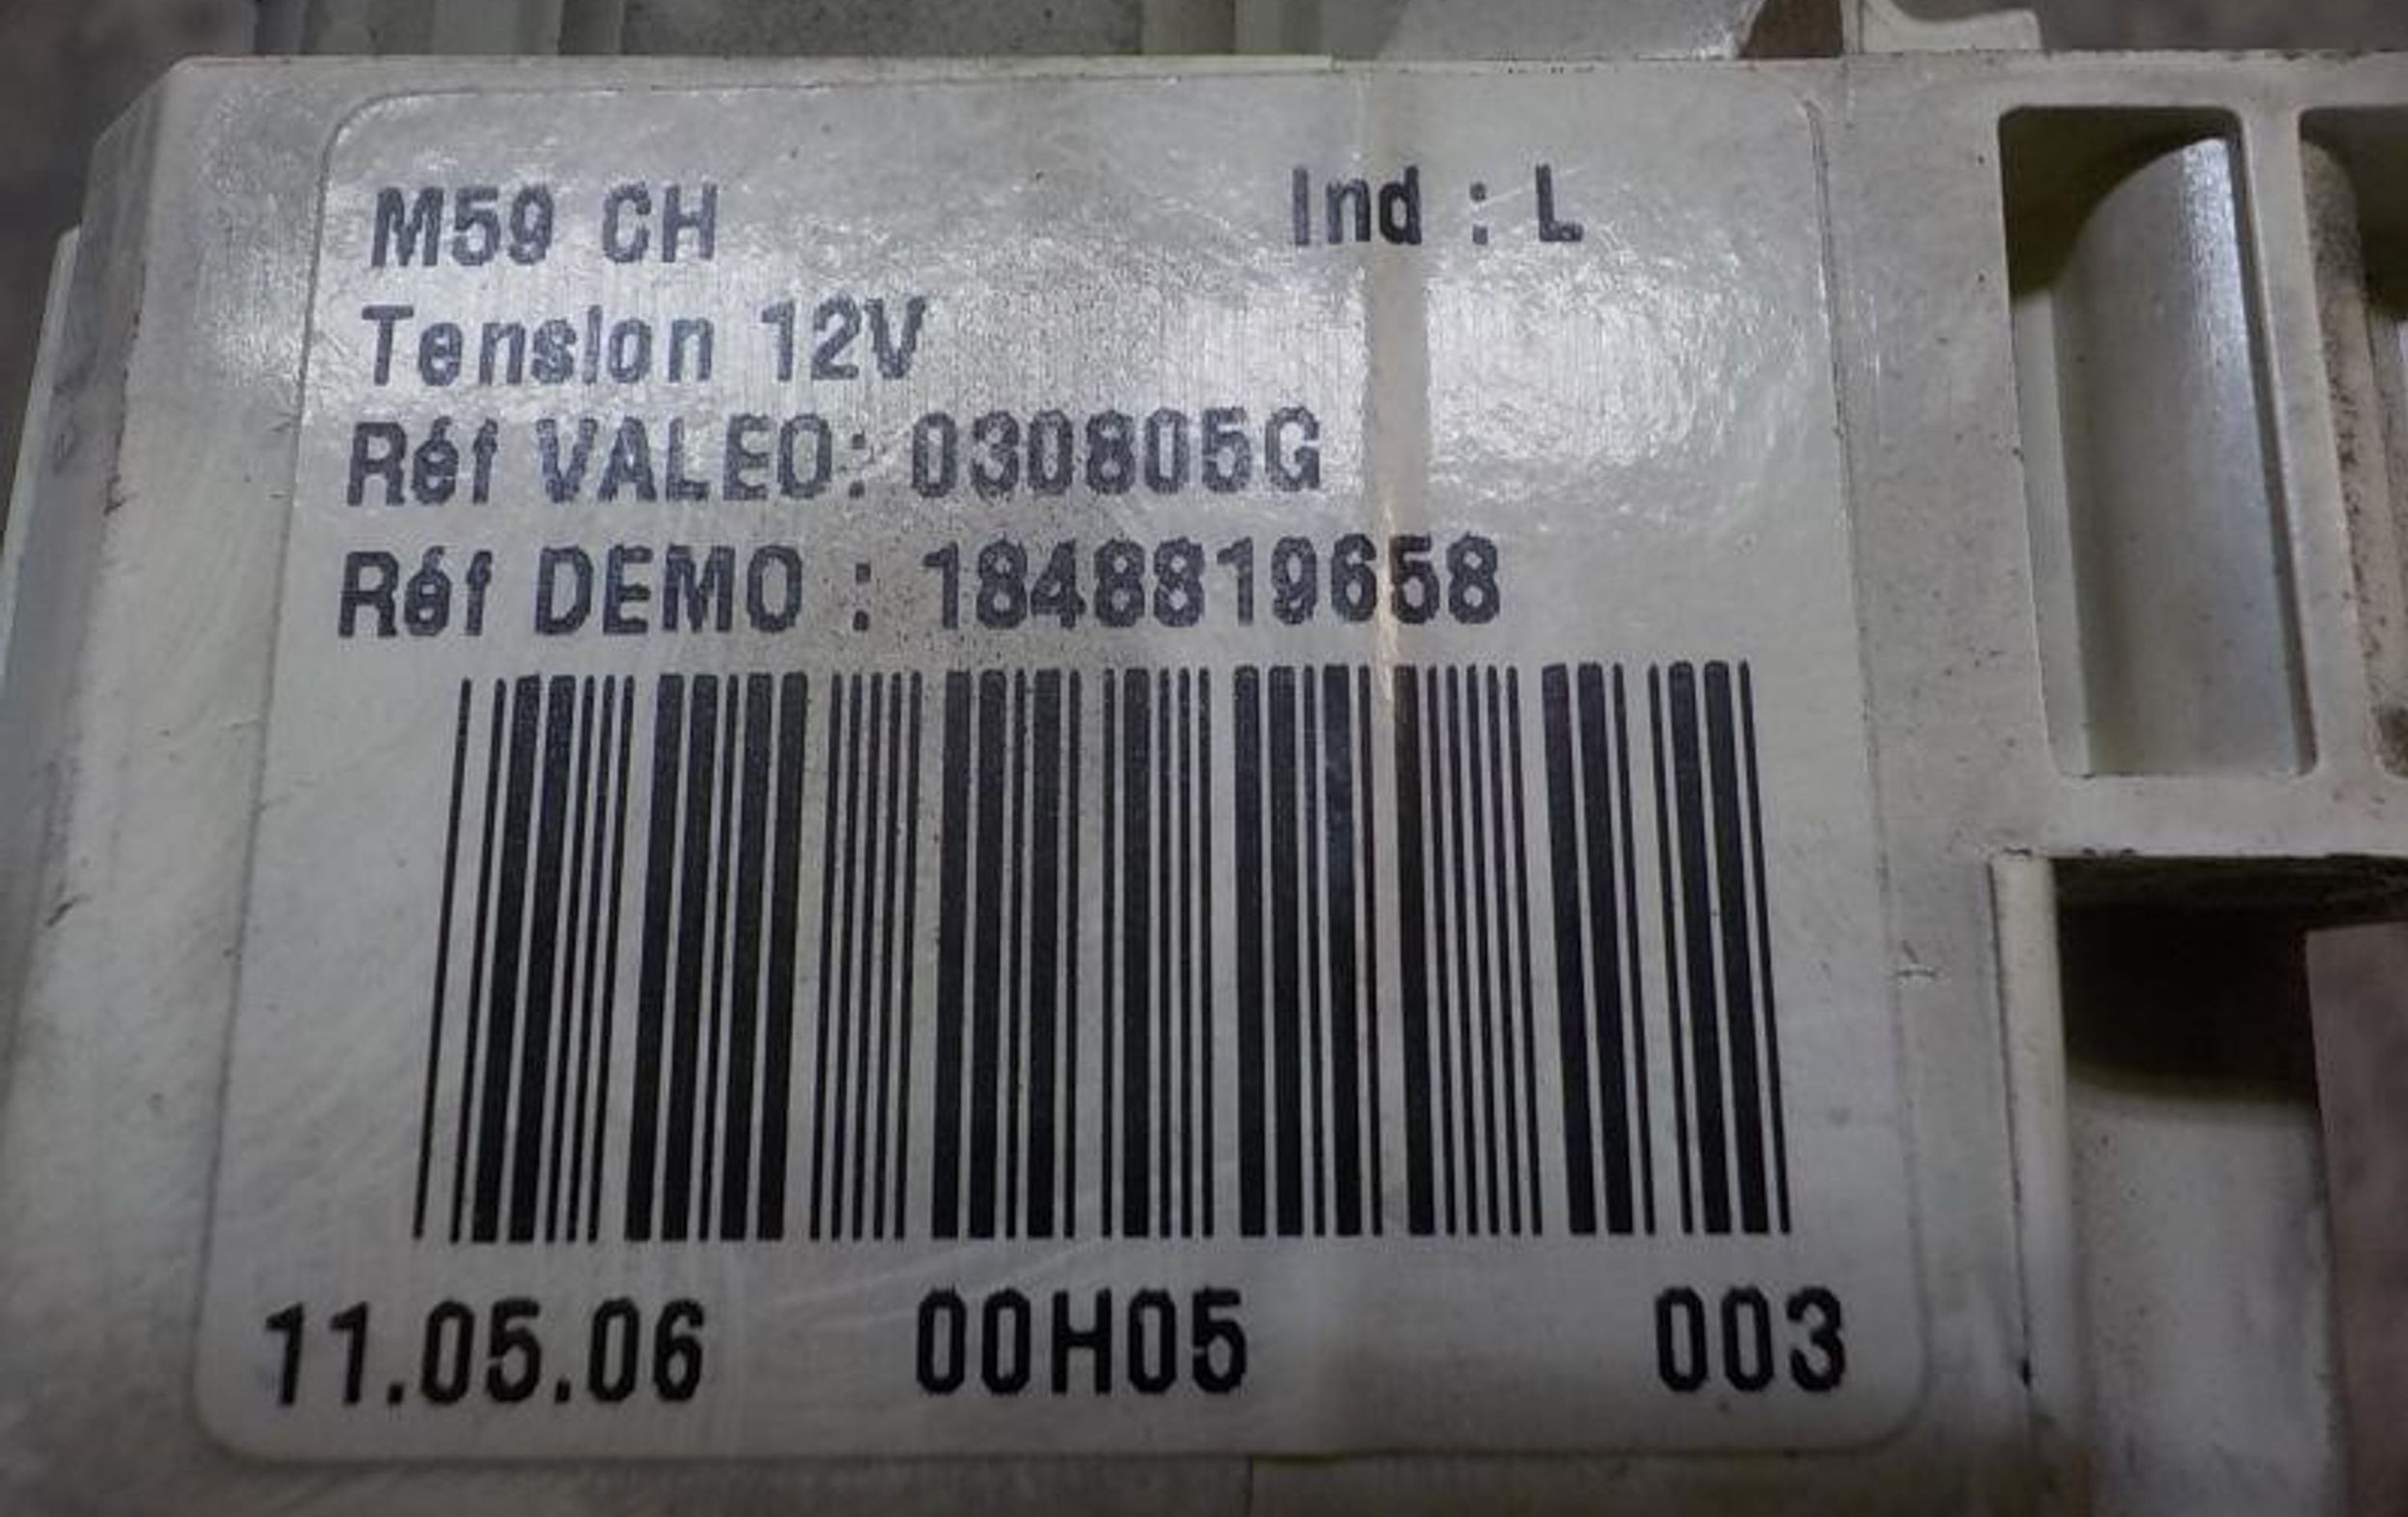 M59 CH Ind : L
Tension 12V
Réf VALEO: 030805G
Réf DEMO : 1848819658
11.05.06 00H05 003